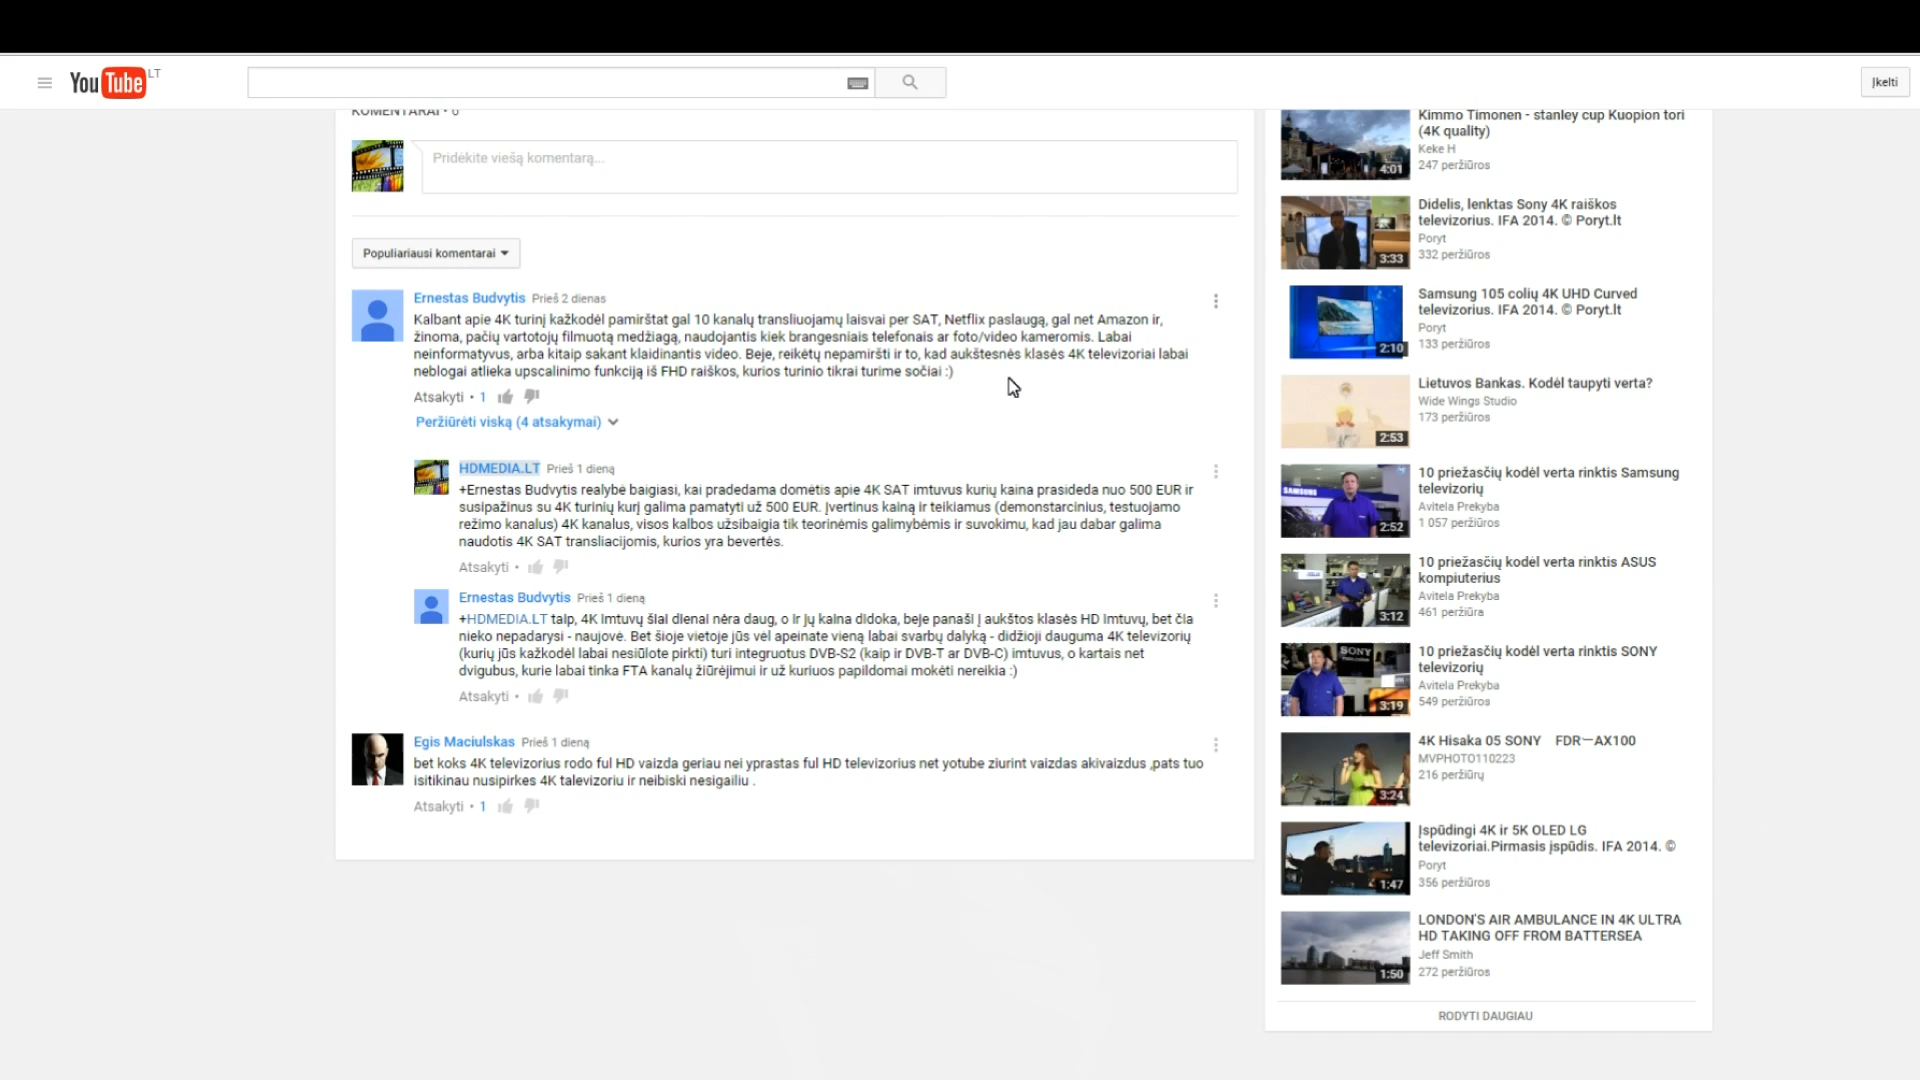 YouTube LT
Įkelti
KOMENTARAI • 6
Pridėkite viešą komentarą...
Populiariausi komentarai
Ernestas Budvytis Prieš 2 dienas
Kalbant apie 4K turinį kažkodėl pamirštat gal 10 kanalų transliuojamų laisvai per SAT, Netflix paslaugą, gal net Amazon ir,
žinoma, pačių vartotojų filmuotą medžiagą, naudojantis kiek brangesniais telefonais ar foto/video kameromis. Labai
neinformatyvus, arba kitaip sakant klaidinantis video. Beje, reikėtų nepamiršti ir to, kad aukštesnės klasės 4K televizoriai labai
neblogai atlieka upscalinimo funkciją iš FHD raiškos, kurios turinio tikrai turime sočiai :)
Atsakyti • 1
Peržiūrėti viską (4 atsakymai)
HDMEDIA.LT Prieš 1 dieną
+Ernestas Budvytis realybė baigiasi, kai pradedama domėtis apie 4K SAT imtuvus kurių kaina prasideda nuo 500 EUR ir
susipažinus su 4K turinių kurį galima pamatyti už 500 EUR. Įvertinus kainą ir teikiamus (demonstarcinius, testuojamo
režimo kanalus) 4K kanalus, visos kalbos užsibaigia tik teorinėmis galimybėmis ir suvokimu, kad jau dabar galima
naudotis 4K SAT transliacijomis, kurios yra bevertės.
Atsakyti •
Ernestas Budvytis Prieš 1 dieną
+HDMEDIA.LT taip, 4K imtuvų šiai dienai nėra daug, o ir jų kaina didoka, beje panaši į aukštos klasės HD imtuvų, bet čia
nieko nepadarysi - naujovė. Bet šioje vietoje jūs vėl apeinate vieną labai svarbų dalyką - didžioji dauguma 4K televizorių
(kurių jūs kažkodėl labai nesiūlote pirkti) turi integruotus DVB-S2 (kaip ir DVB-T ar DVB-C) imtuvus, o kartais net
dvigubus, kurie labai tinka FTA kanalų žiūrėjimui ir už kuriuos papildomai mokėti nereikia :)
Atsakyti •
Egis Maciulskas Prieš 1 dieną
bet koks 4K televizorius rodo ful HD vaizda geriau nei yprastas ful HD televizorius net yotube ziurint vaizdas akivaizdus ,pats tuo
isitikinau nusipirkes 4K talevizoriu ir neibiski nesigailiu .
Atsakyti • 1
Kimmo Timonen - stanley cup Kuopion tori
(4K quality)
Keke H
247 peržiūros
4:01
Didelis, lenktas Sony 4K raiškos
televizorius. IFA 2014. © Poryt.lt
Poryt
332 peržiūros
3:33
Samsung 105 colių 4K UHD Curved
televizorius. IFA 2014. © Poryt.lt
Poryt
133 peržiūros
2:10
Lietuvos Bankas. Kodėl taupyti verta?
Wide Wings Studio
173 peržiūros
2:53
10 priežasčių kodėl verta rinktis Samsung
televizorių
Avitela Prekyba
1 057 peržiūros
SAMSUNG
2:52
10 priežasčių kodėl verta rinktis ASUS
kompiuterius
Avitela Prekyba
461 peržiūra
3:12
10 priežasčių kodėl verta rinktis SONY
televizorių
Avitela Prekyba
549 peržiūros
SONY
3:19
4K Hisaka 05 SONY FDRーAX100
MVPHOTO110223
216 peržiūrų
3:24
Įspūdingi 4K ir 5K OLED LG
televizoriai.Pirmasis įspūdis. IFA 2014. ©
Poryt
356 peržiūros
1:47
LONDON'S AIR AMBULANCE IN 4K ULTRA
HD TAKING OFF FROM BATTERSEA
Jeff Smith
272 peržiūros
1:50
RODYTI DAUGIAU